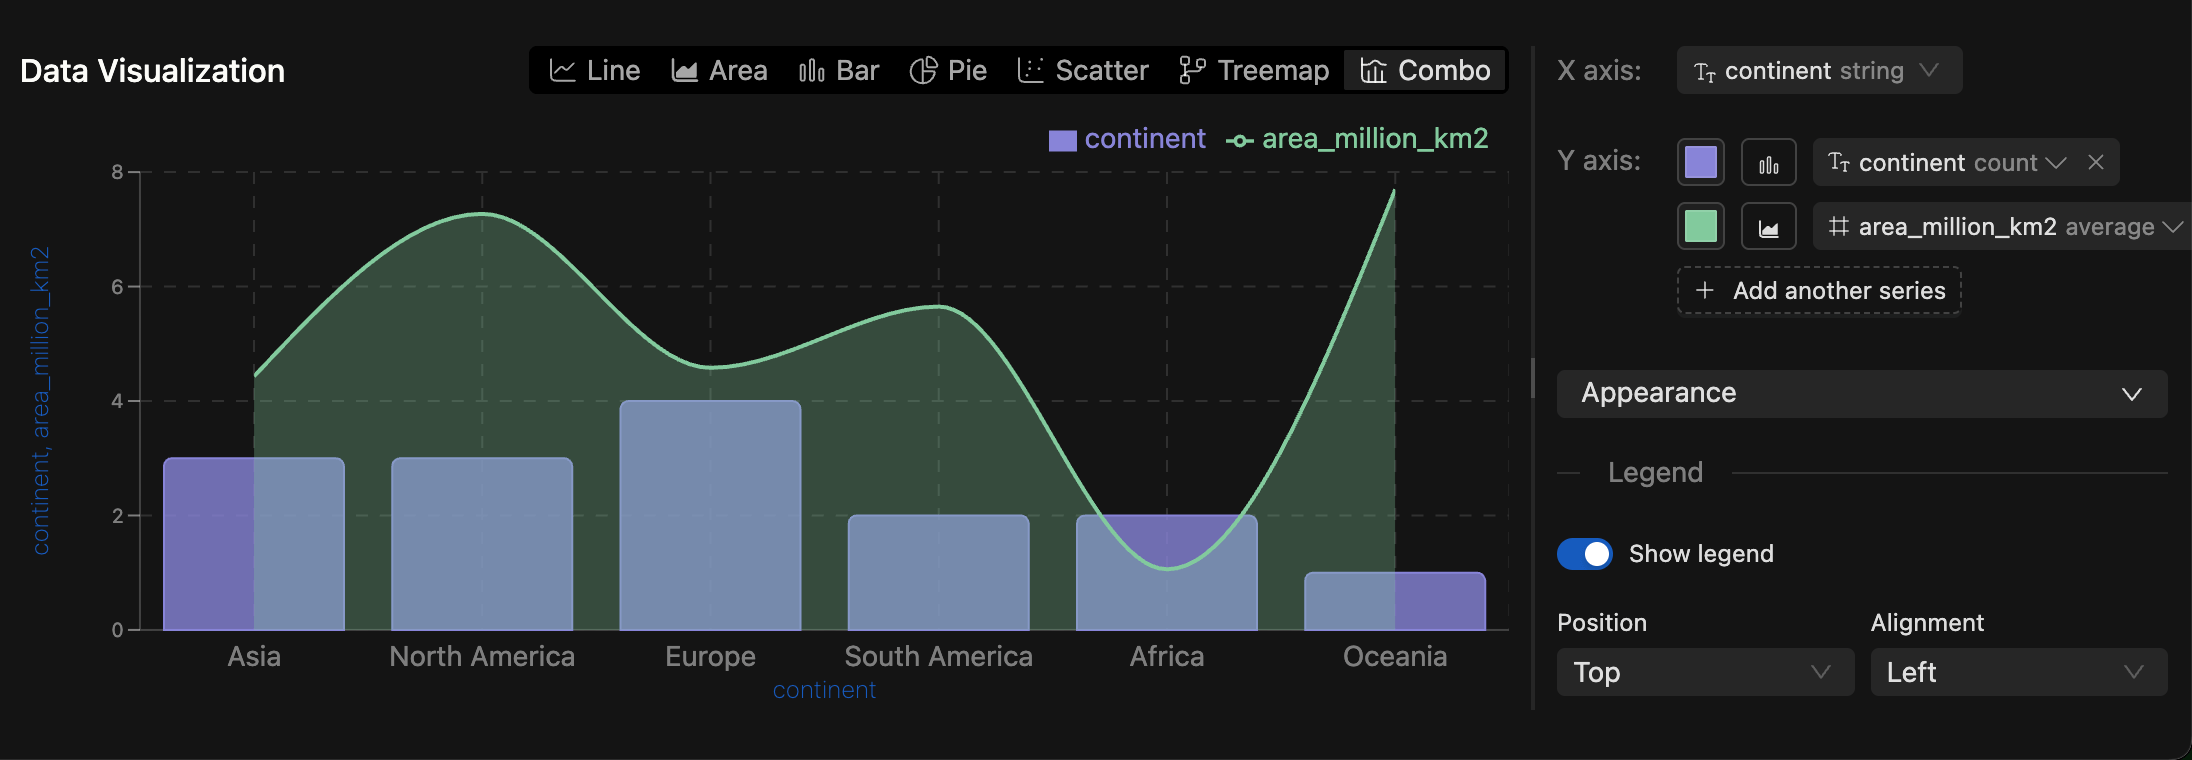 Data Visualization
Line Area Bar Pie Scatter Treemap Combo
continent area_million_km2
8
6
4
2
0
continent, area_million_km2
Asia North America Europe South America Africa Oceania
continent
X axis: continent string
Y axis: continent count
area_million_km2 average
+ Add another series
Appearance
Legend
Show legend
Position Alignment
Top Left